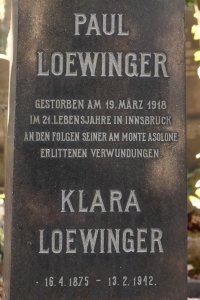 PAUL
LOEWINGER
GESTORBEN AM 19. MÄRZ 1918
IM 21. LEBENSJAHRE IN INNSBRUCK
AN DEN FOLGEN SEINER AM MONTE ASOLONE
ERLITTENEN VERWUNDUNGEN
KLARA
LOEWINGER
· 16.4.1875 – 13.2.1942 ·